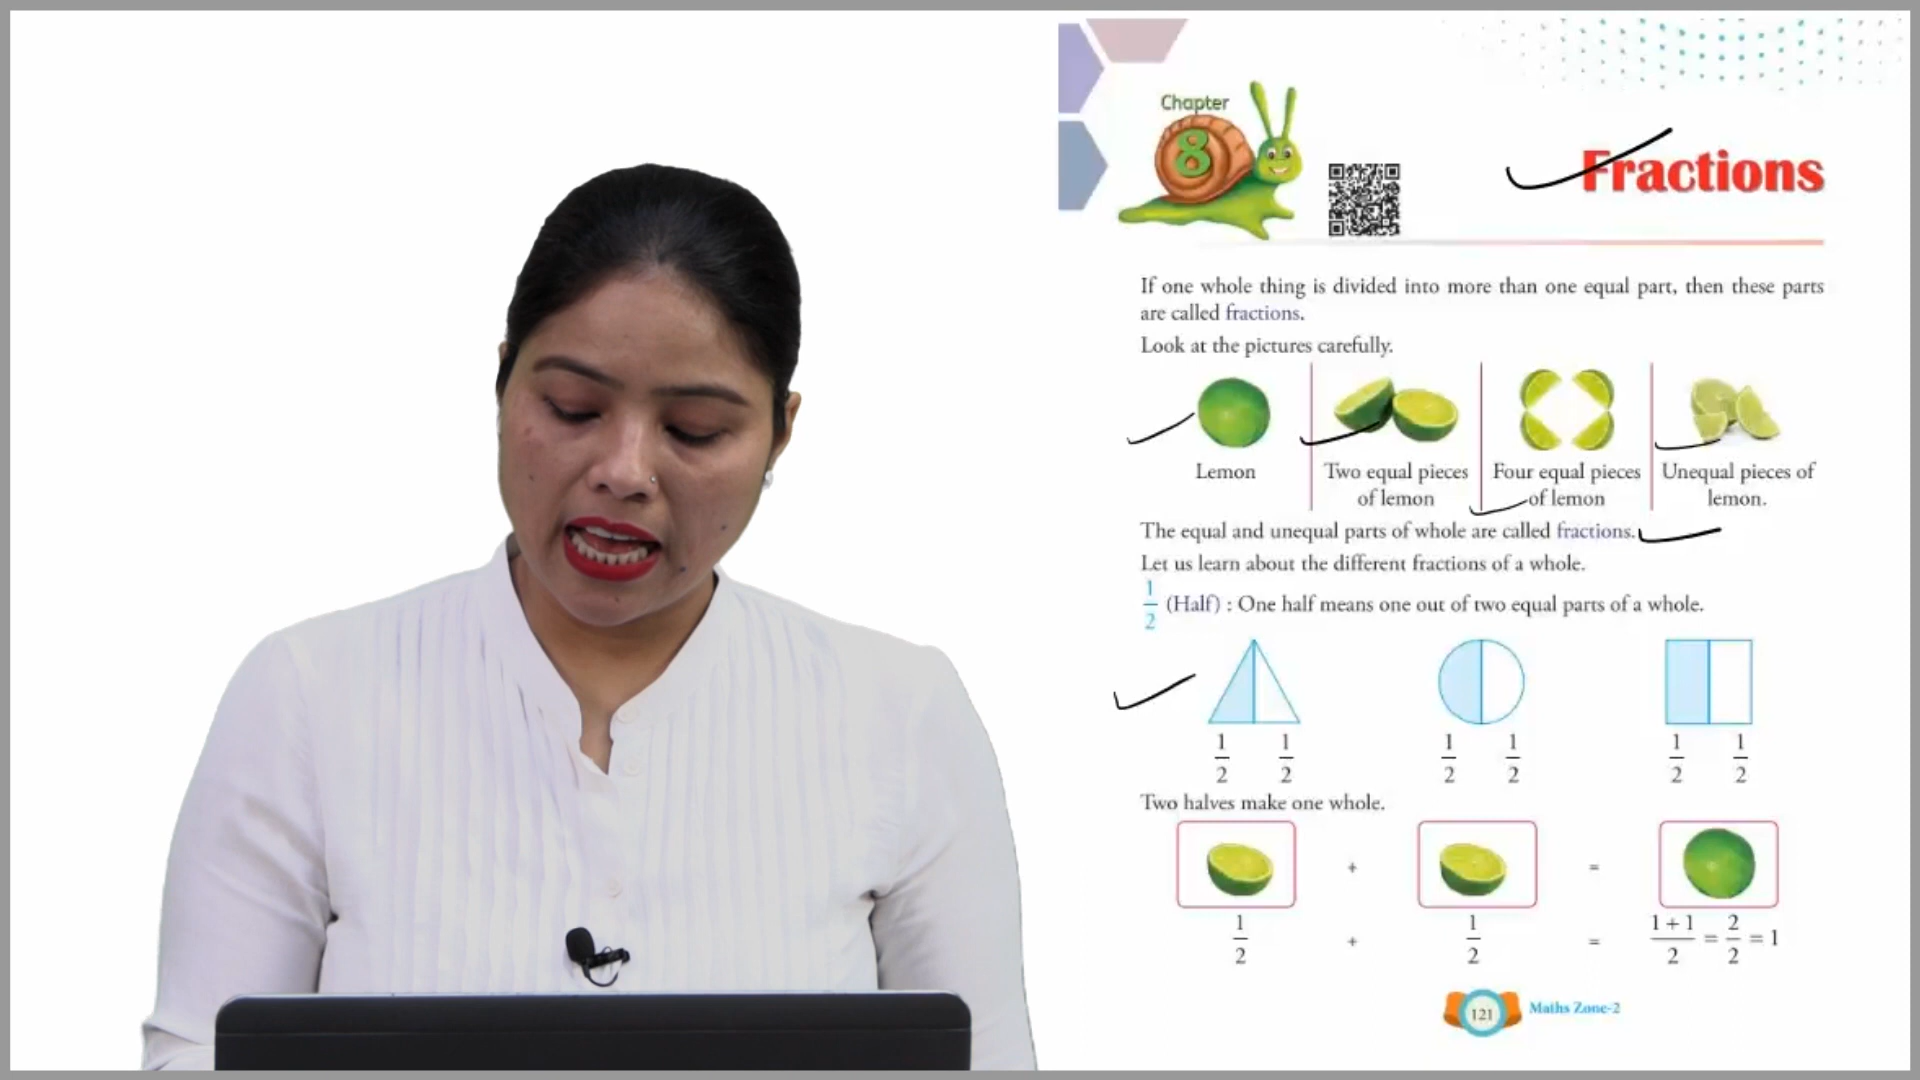 Chapter
8
Fractions
If one whole thing is divided into more than one equal part, then these parts
are called fractions.
Look at the pictures carefully.
Lemon
Two equal pieces
of lemon
Four equal pieces
of lemon
Unequal pieces of
lemon.
The equal and unequal parts of whole are called fractions.
Let us learn about the different fractions of a whole.
1/2 (Half) : One half means one out of two equal parts of a whole.
1/2 1/2 1/2 1/2 1/2 1/2
Two halves make one whole.
+ =
1/2 + 1/2 = (1 + 1)/2 = 2/2 = 1
121 Maths Zone-2